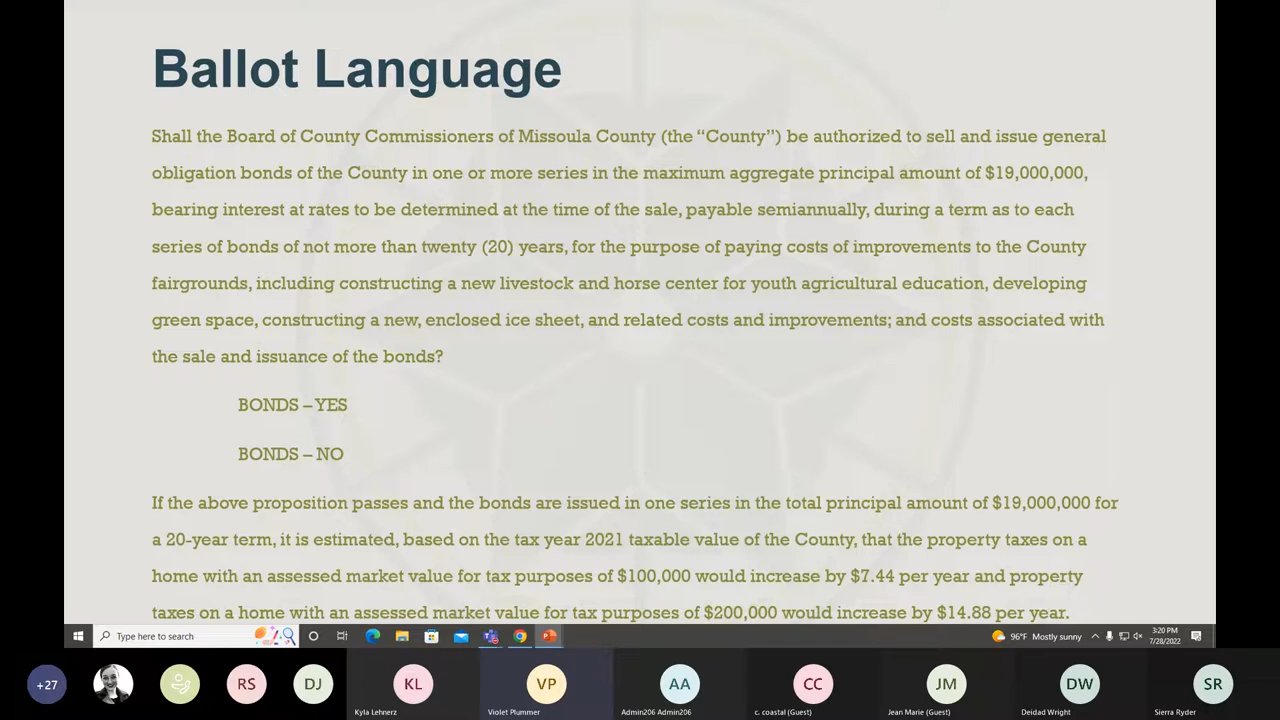 Ballot Language
Shall the Board of County Commissioners of Missoula County (the “County”) be authorized to sell and issue general
obligation bonds of the County in one or more series in the maximum aggregate principal amount of $19,000,000,
bearing interest at rates to be determined at the time of the sale, payable semiannually, during a term as to each
series of bonds of not more than twenty (20) years, for the purpose of paying costs of improvements to the County
fairgrounds, including constructing a new livestock and horse center for youth agricultural education, developing
green space, constructing a new, enclosed ice sheet, and related costs and improvements; and costs associated with
the sale and issuance of the bonds?
BONDS – YES
BONDS – NO
If the above proposition passes and the bonds are issued in one series in the total principal amount of $19,000,000 for
a 20-year term, it is estimated, based on the tax year 2021 taxable value of the County, that the property taxes on a
home with an assessed market value for tax purposes of $100,000 would increase by $7.44 per year and property
taxes on a home with an assessed market value for tax purposes of $200,000 would increase by $14.88 per year.
Type here to search
96°F Mostly sunny
3:20 PM
7/28/2022
+27
RS
DJ
KL
VP
AA
CC
JM
DW
SR
Kyla Lehnerz
Violet Plummer
Admin206 Admin206
c. coastal (Guest)
Jean Marie (Guest)
Deidad Wright
Sierra Ryder